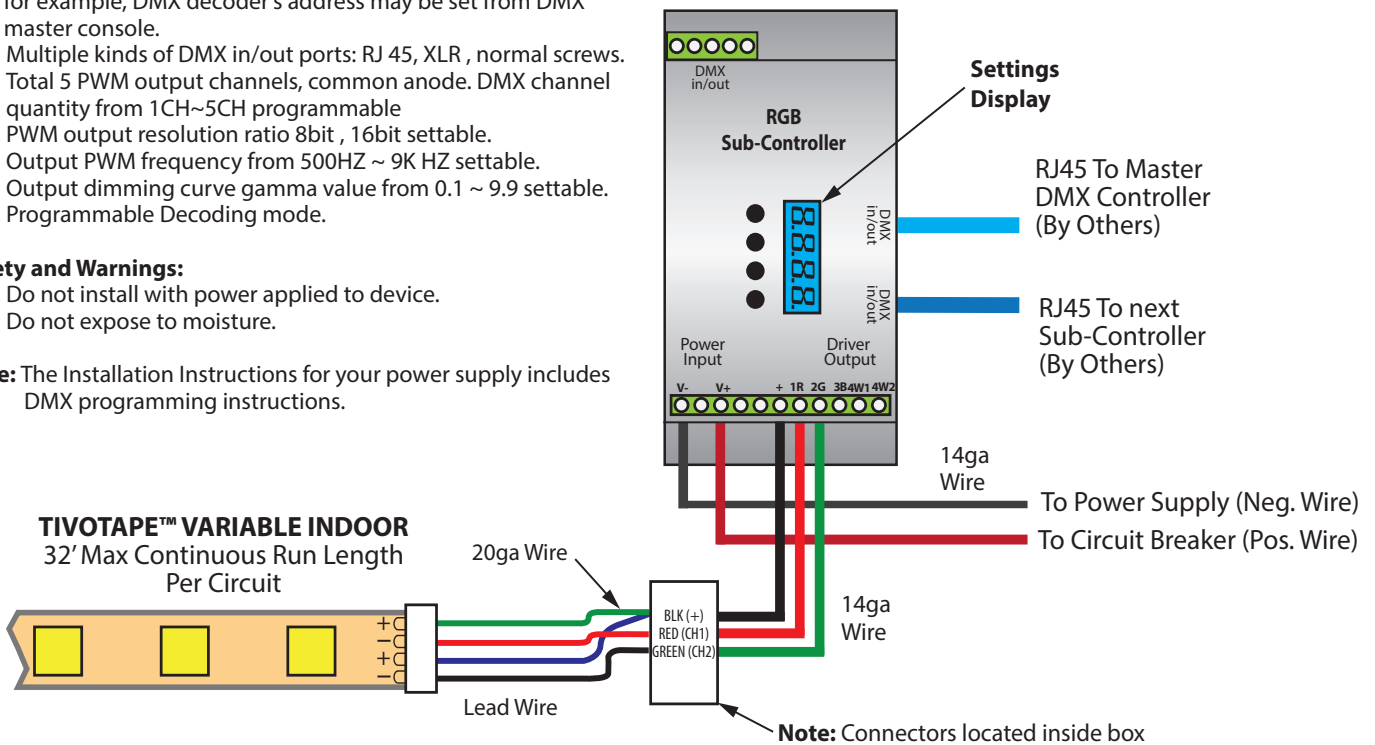 for example, DMX decoder's address may be set from DMX
master console.
Multiple kinds of DMX in/out ports: RJ 45, XLR , normal screws.
Total 5 PWM output channels, common anode. DMX channel
quantity from 1CH~5CH programmable
PWM output resolution ratio 8bit , 16bit settable.
Output PWM frequency from 500HZ ~ 9K HZ settable.
Output dimming curve gamma value from 0.1 ~ 9.9 settable.
Programmable Decoding mode.
ety and Warnings:
Do not install with power applied to device.
Do not expose to moisture.
e: The Installation Instructions for your power supply includes
DMX programming instructions.
DMX
in/out
RGB
Sub-Controller
Settings
Display
8.8.8.8.
DMX
in/out
DMX
in/out
RJ45 To Master
DMX Controller
(By Others)
RJ45 To next
Sub-Controller
(By Others)
Power
Input
Driver
Output
V- V+ + 1R 2G 3B4W1 4W2
14ga
Wire
To Power Supply (Neg. Wire)
To Circuit Breaker (Pos. Wire)
TIVOTAPE™ VARIABLE INDOOR
32' Max Continuous Run Length
Per Circuit
20ga Wire
+
−
+
−
BLK (+)
RED (CH1)
GREEN (CH2)
14ga
Wire
Lead Wire
Note: Connectors located inside box